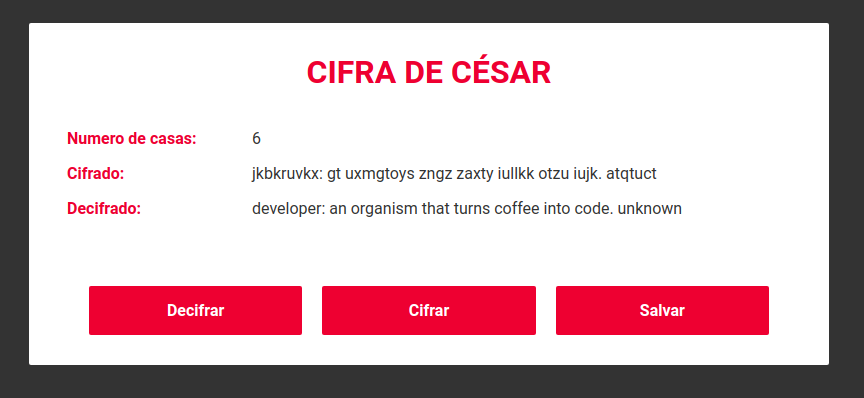 CIFRA DE CÉSAR
Numero de casas: 6
Cifrado: jkbkruvkx: gt uxmgtoys zngz zaxty iullkk otzu iujk. atqtuct
Decifrado: developer: an organism that turns coffee into code. unknown
Decifrar Cifrar Salvar